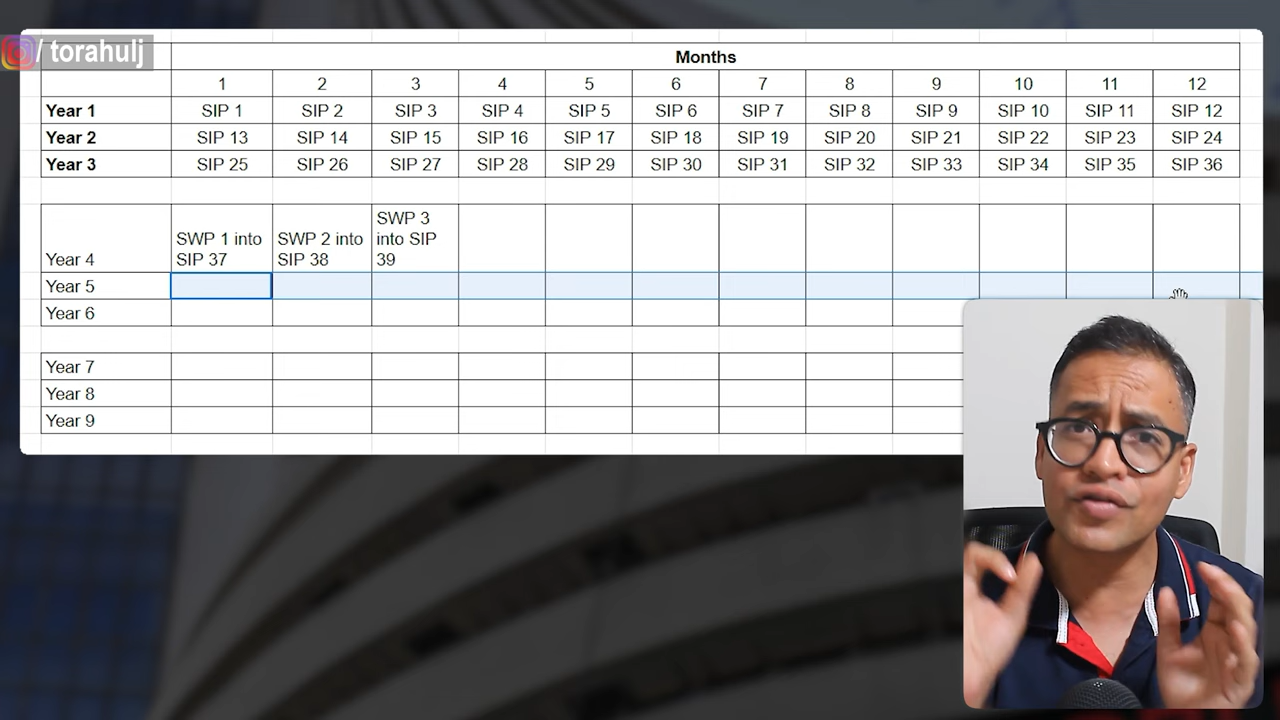 / torahulj
Months
1 2 3 4 5 6 7 8 9 10 11 12
Year 1 SIP 1 SIP 2 SIP 3 SIP 4 SIP 5 SIP 6 SIP 7 SIP 8 SIP 9 SIP 10 SIP 11 SIP 12
Year 2 SIP 13 SIP 14 SIP 15 SIP 16 SIP 17 SIP 18 SIP 19 SIP 20 SIP 21 SIP 22 SIP 23 SIP 24
Year 3 SIP 25 SIP 26 SIP 27 SIP 28 SIP 29 SIP 30 SIP 31 SIP 32 SIP 33 SIP 34 SIP 35 SIP 36
Year 4
SWP 1 into
SIP 37
SWP 2 into
SIP 38
SWP 3
into SIP
39
Year 5
Year 6
Year 7
Year 8
Year 9